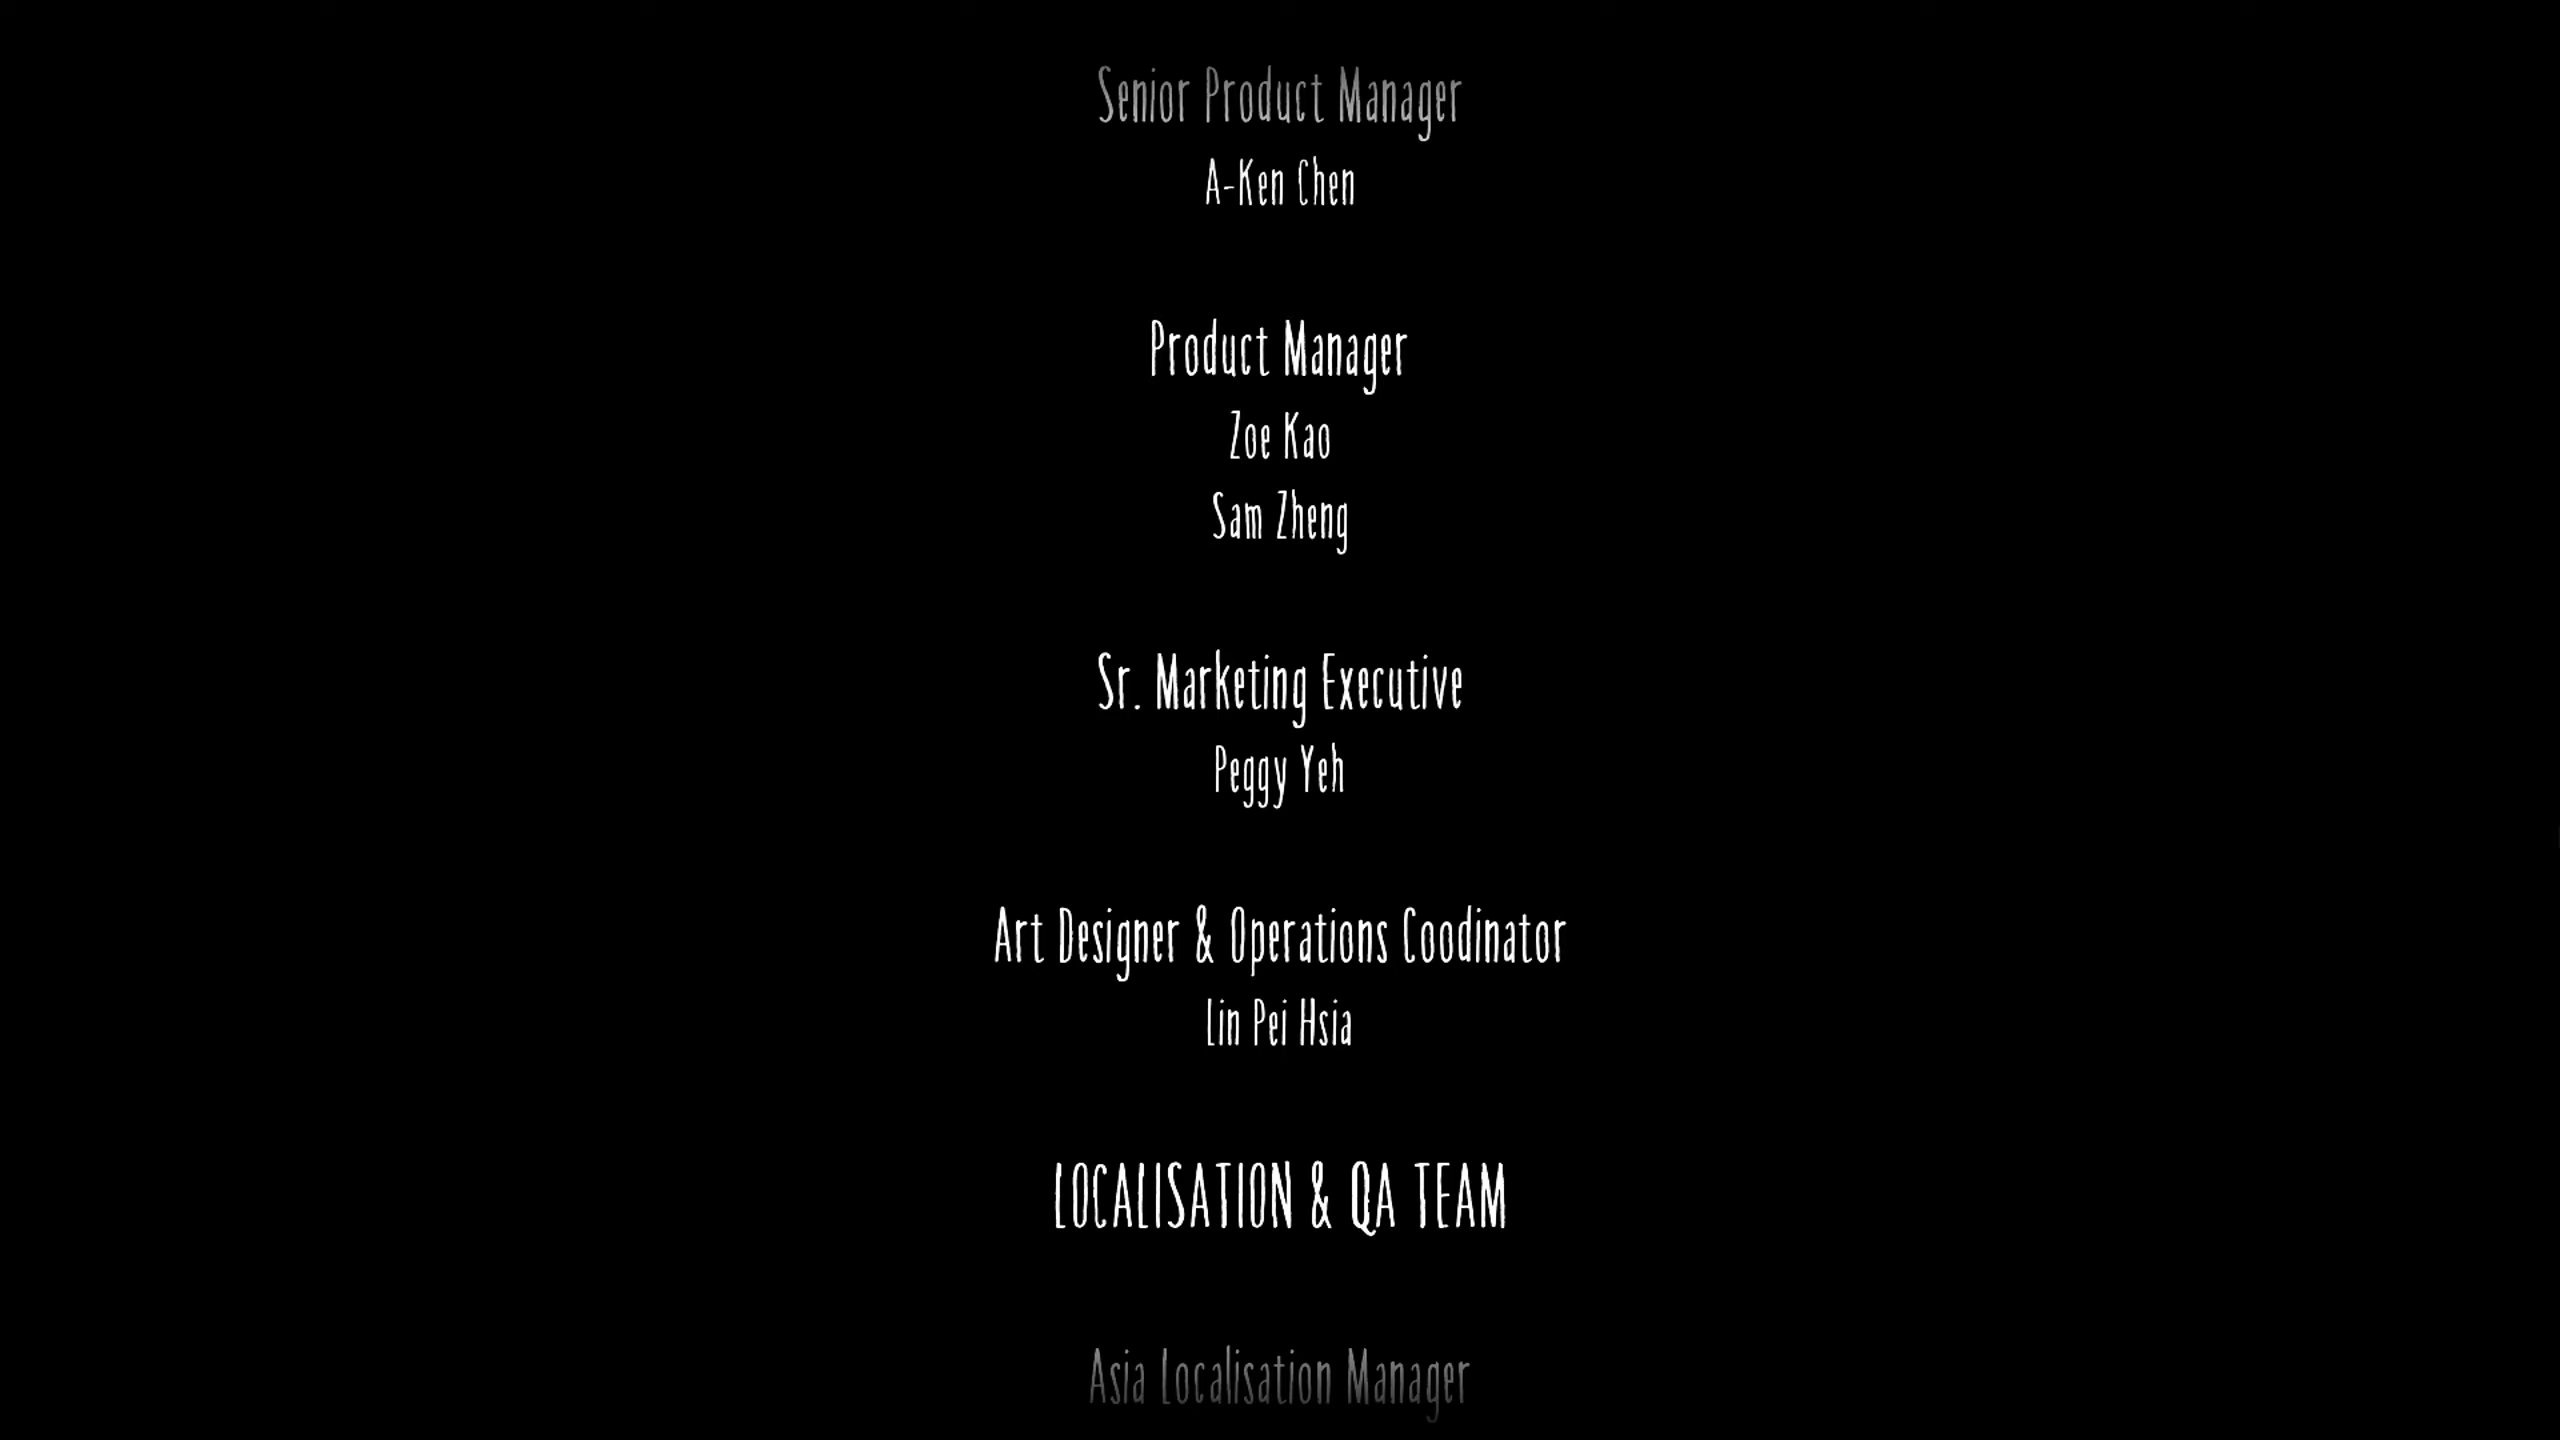 Senior Product Manager
A-Ken Chen
Product Manager
Zoe Kao
Sam Zheng
Sr. Marketing Executive
Peggy Yeh
Art Designer & Operations Coodinator
Lin Pei Hsia
LOCALISATION & QA TEAM
Asia Localisation Manager